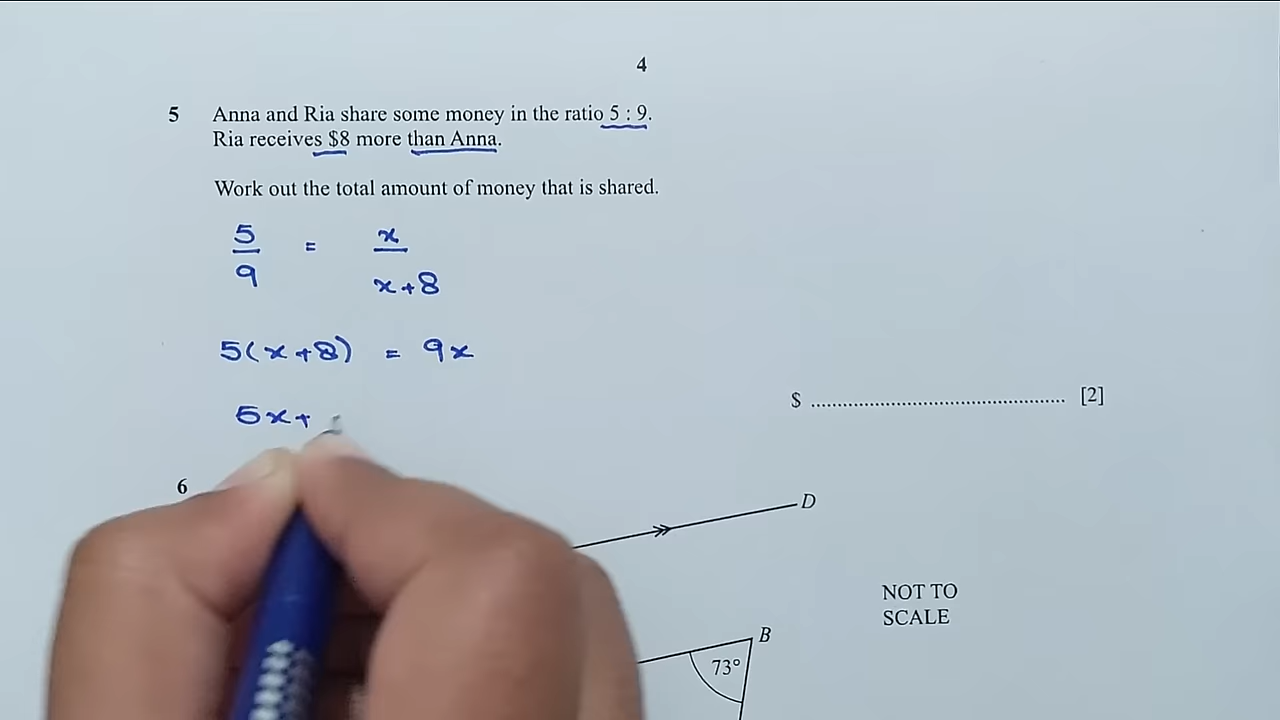 4
5 Anna and Ria share some money in the ratio 5 : 9.
Ria receives $8 more than Anna.
Work out the total amount of money that is shared.
5/9 = x/x+8
5(x+8) = 9x
5x+
$ ............................................... [2]
6
D
NOT TO
SCALE
B
73°